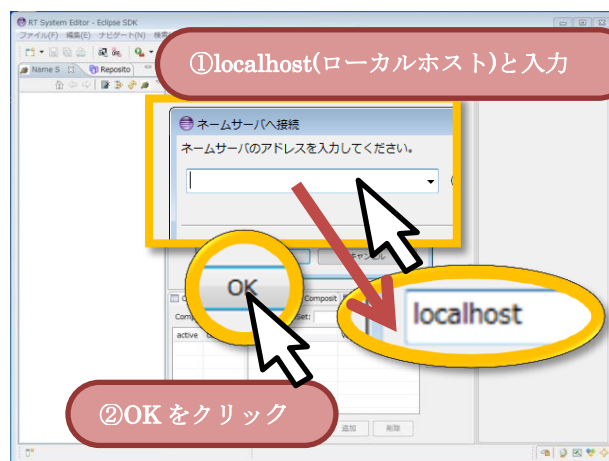 RT System Editor - Eclipse SDK
ファイル(F) 編集(E) ナビゲート(N)
①localhost(ローカルホスト)と入力
Name S
Reposito
ネームサーバへ接続
ネームサーバのアドレスを入力してください。
キャンセル
OK
localhost
Composit
Set:
active
②OK をクリック
追加
削除